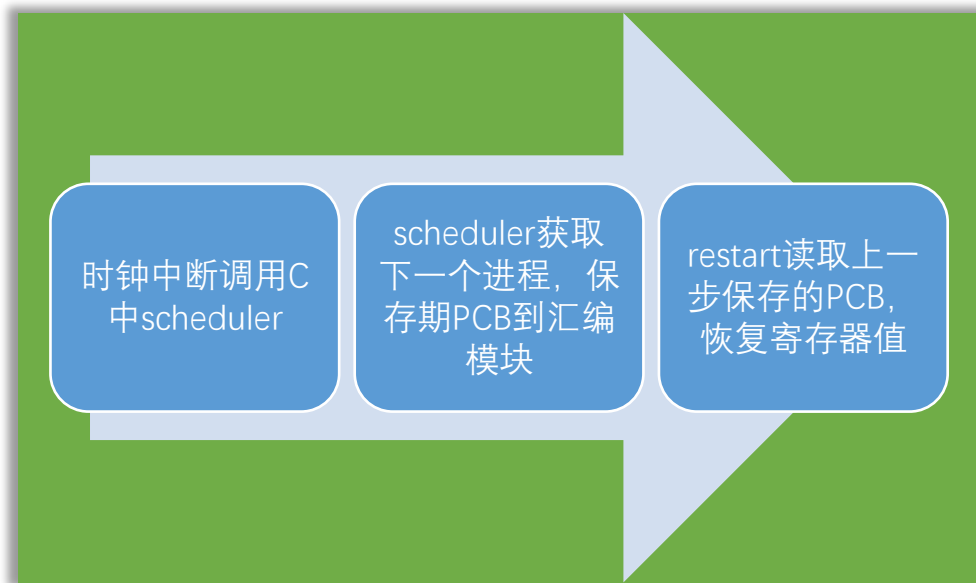 时钟中断调用C
中scheduler
scheduler获取
下一个进程，保
存期PCB到汇编
模块
restart读取上一
步保存的PCB，
恢复寄存器值